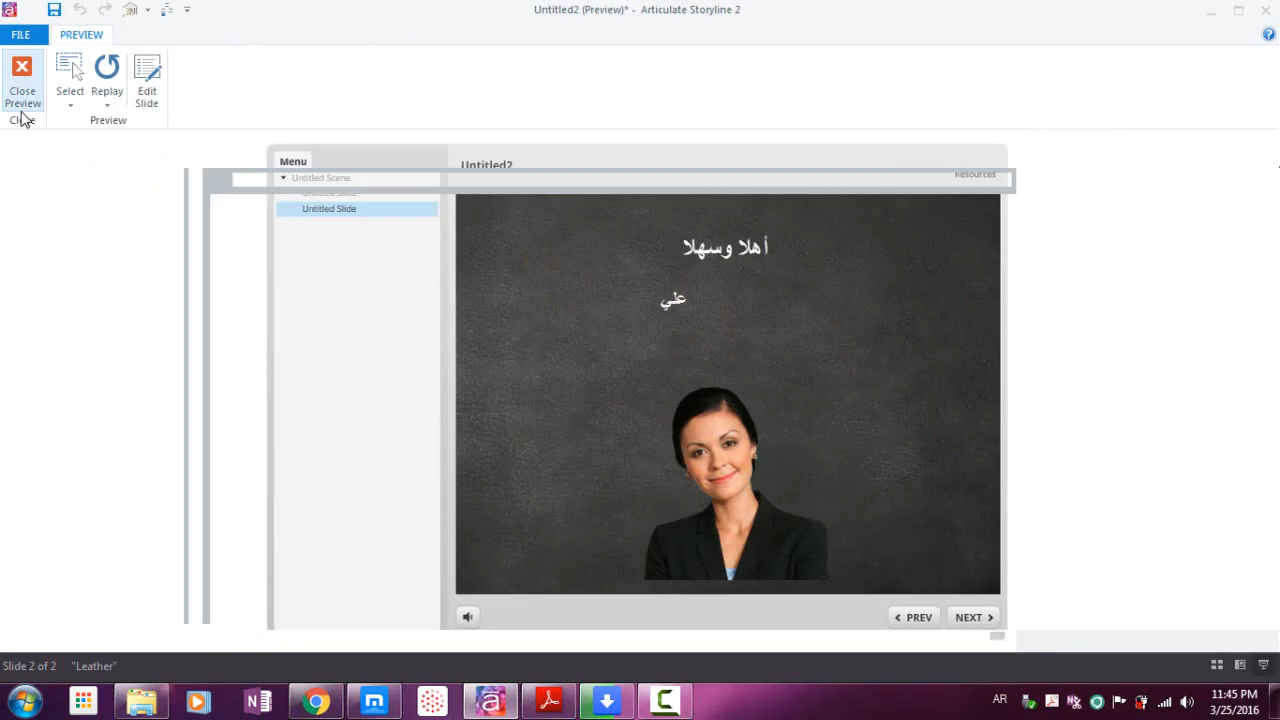 Untitled2 (Preview)* - Articulate Storyline 2
FILE
PREVIEW
Close
Preview
Select
Replay
Edit
Slide
Preview
Menu
Untitled2
Untitled Scene
Resources
Untitled Slide
Untitled Slide
أهلا وسهلا
علي
PREV
NEXT
Slide 2 of 2
"Leather"
AR
11:45 PM
3/25/2016